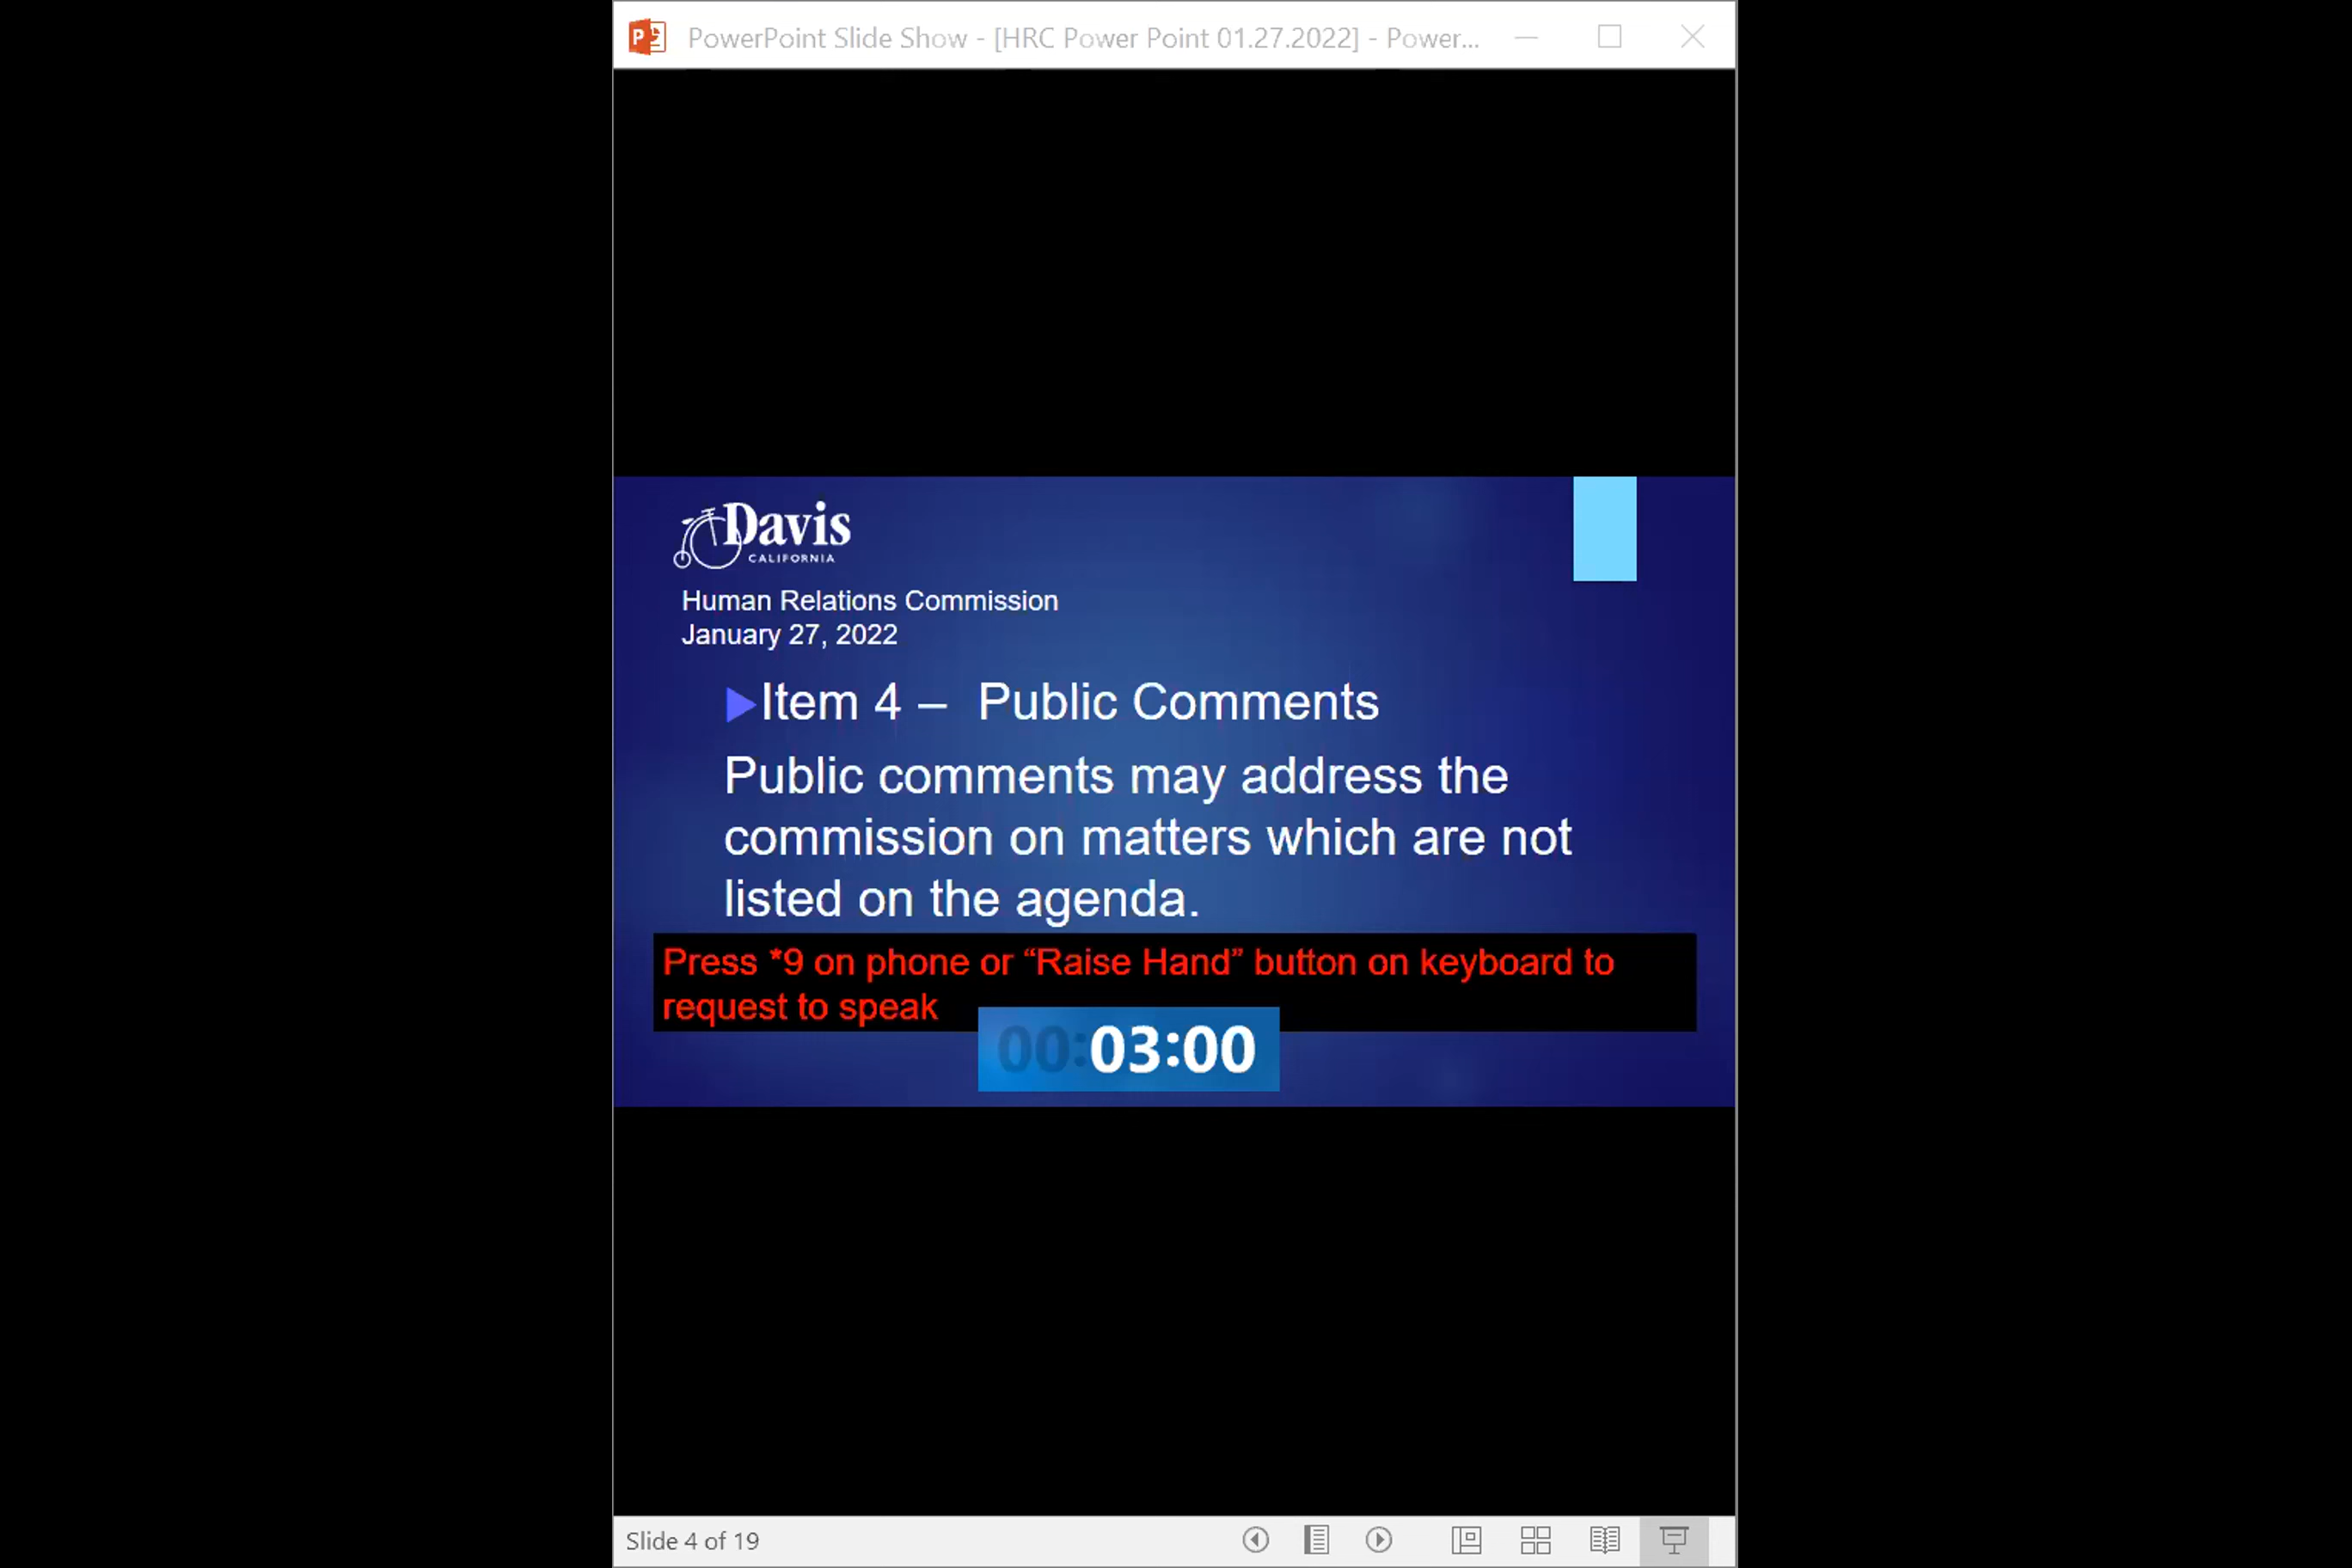 PowerPoint Slide Show - [HRC Power Point 01.27.2022] - Power...
Davis
CALIFORNIA
Human Relations Commission
January 27, 2022
Item 4 – Public Comments
Public comments may address the
commission on matters which are not
listed on the agenda.
Press *9 on phone or “Raise Hand” button on keyboard to
request to speak
00:03:00
Slide 4 of 19